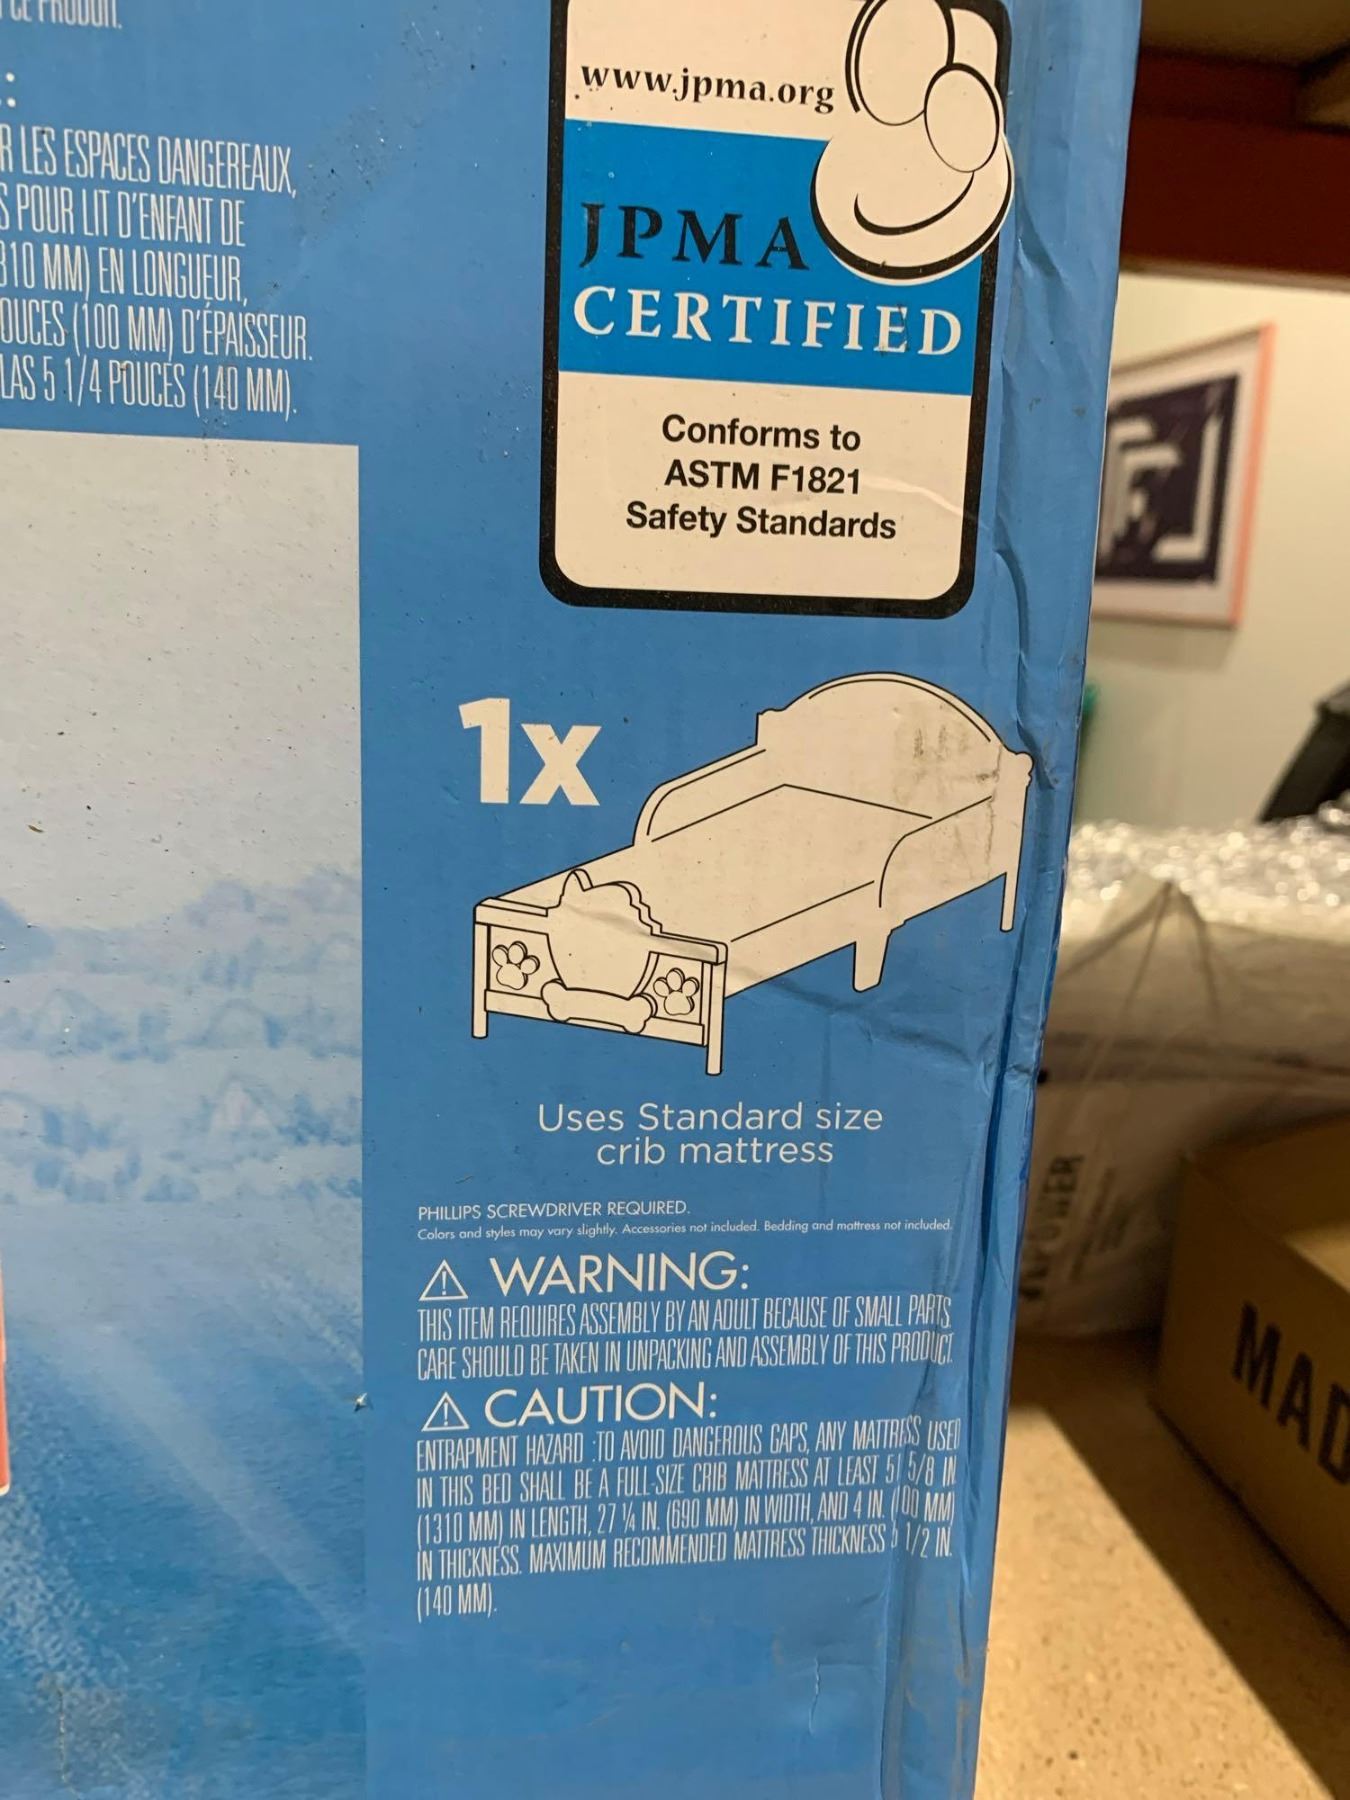 CE PRODUIT.
:
R LES ESPACES DANGEREAUX,
S POUR LIT D'ENFANT DE
310 MM) EN LONGUEUR,
OUCES (100 MM) D'ÉPAISSEUR.
LAS 5 1/4 POUCES (140 MM).
www.jpma.org
JPMA
CERTIFIED
Conforms to
ASTM F1821
Safety Standards
1x
Uses Standard size
crib mattress
PHILLIPS SCREWDRIVER REQUIRED.
Colors and styles may vary slightly. Accessories not included. Bedding and mattress not included.
⚠ WARNING:
THIS ITEM REQUIRES ASSEMBLY BY AN ADULT BECAUSE OF SMALL PARTS.
CARE SHOULD BE TAKEN IN UNPACKING AND ASSEMBLY OF THIS PRODUCT.
⚠ CAUTION:
ENTRAPMENT HAZARD :TO AVOID DANGEROUS GAPS, ANY MATTRESS USED
IN THIS BED SHALL BE A FULL-SIZE CRIB MATTRESS AT LEAST 51 5/8 IN
(1310 MM) IN LENGTH, 27 ¼ IN. (690 MM) IN WIDTH, AND 4 IN. (100 MM)
IN THICKNESS. MAXIMUM RECOMMENDED MATTRESS THICKNESS 5 1/2 IN.
(140 MM).
MAD